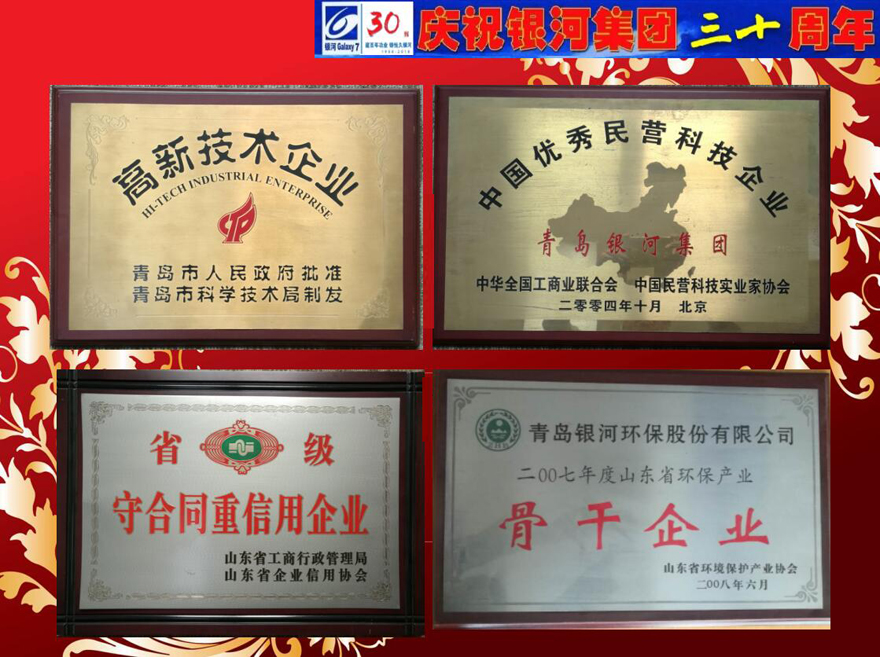 银河 Galaxy 7
30
庆祝银河集团 三十 周年
高新技术企业
HI-TECH INDUSTRIAL ENTERPRISE
青岛市人民政府批准
青岛市科学技术局制发
中国优秀民营科技企业
青岛银河集团
中华全国工商业联合会 中国民营科技实业家协会
二零零四年十月 北京
省 级
守合同重信用企业
山东省工商行政管理局
山东省企业信用协会
青岛银河环保股份有限公司
二00七年度山东省环保产业
骨干企业
山东省环境保护产业协会
二00八年六月